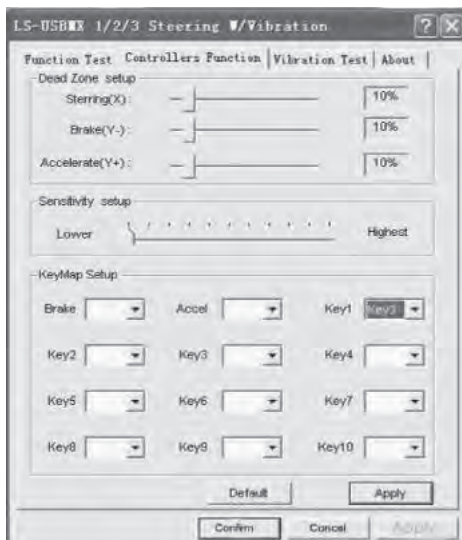 LS-USBMX 1/2/3 Steering W/Vibration
Function Test Controllers Function Vibration Test About
Dead Zone setup
Sterring(X): 10%
Brake(Y-): 10%
Accelerate(Y+): 10%
Sensitivity setup
Lower Highest
KeyMap Setup
Brake Accel Key1 Key3
Key2 Key3 Key4
Key5 Key6 Key7
Key8 Key9 Key10
Default Apply
Confirm Cancel Apply